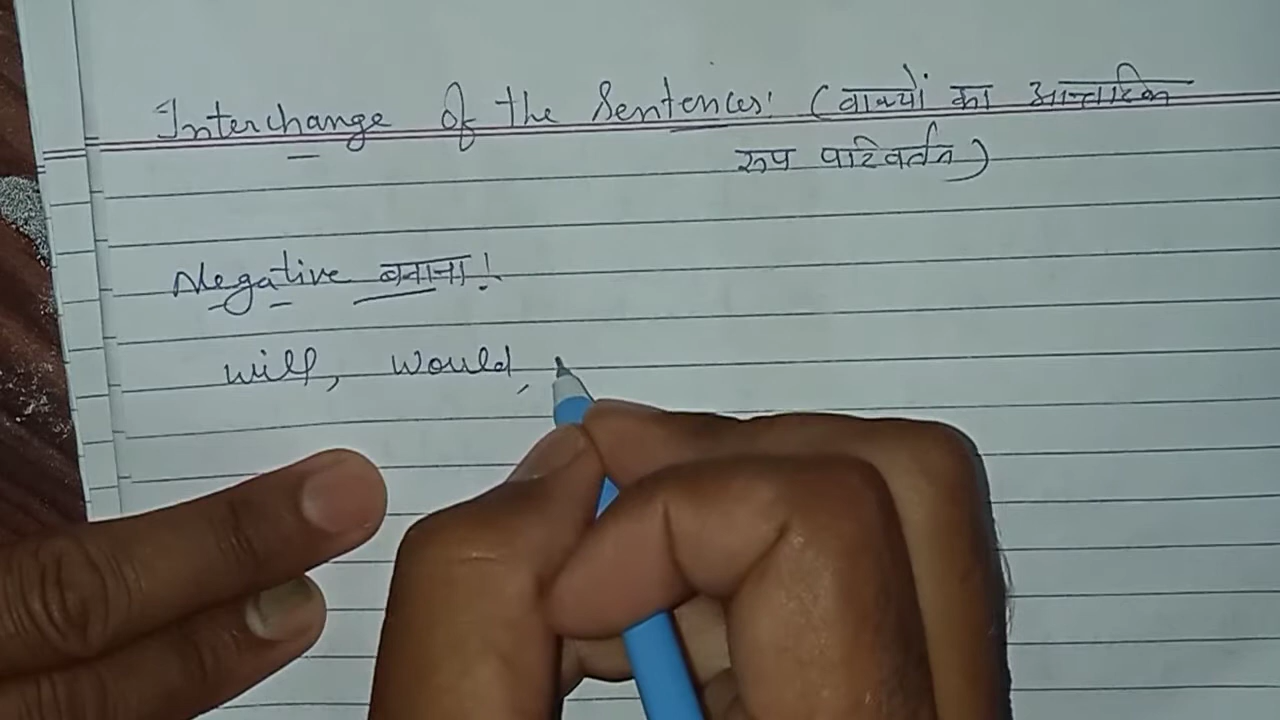 Interchange Of the Sentences: (वाक्यों का आन्तरिक
रूप परिवर्तन)
Negative बनाना!
will, would,